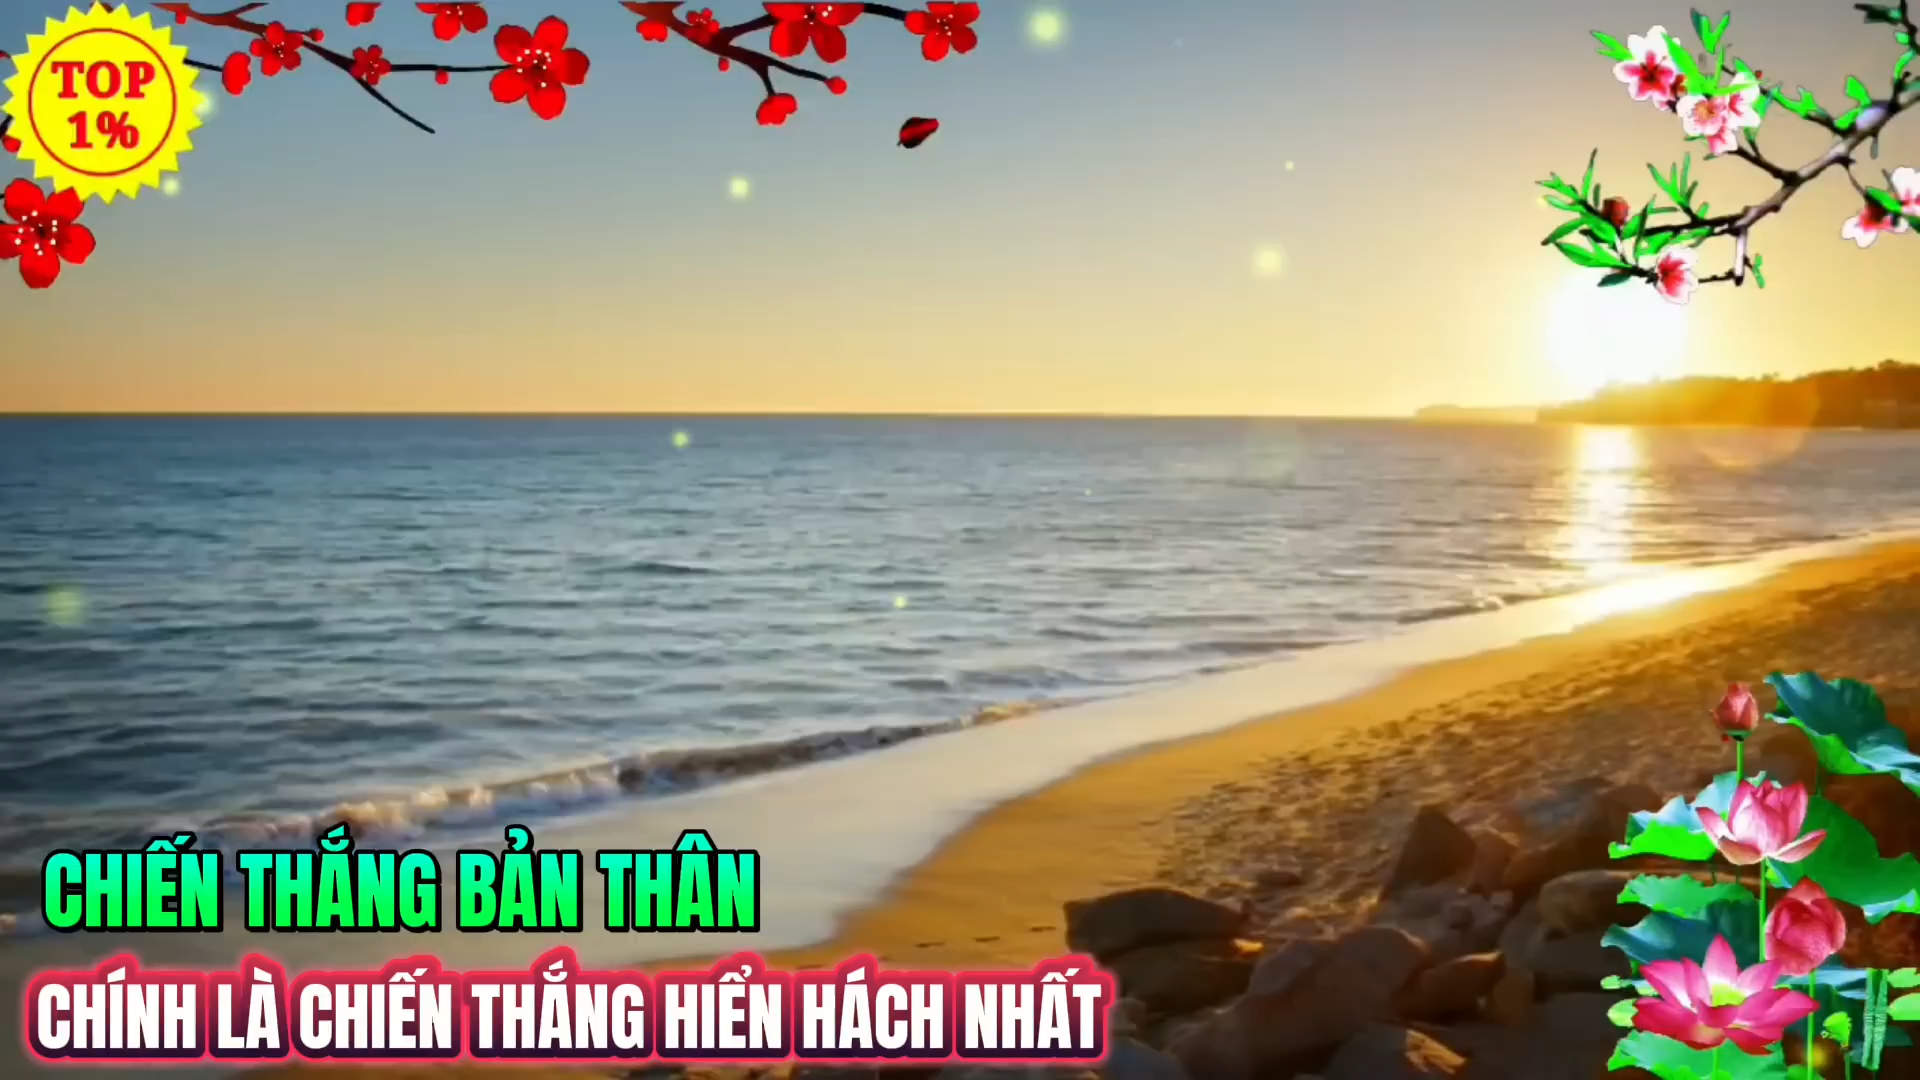 TOP
1%
CHIẾN THẮNG BẢN THÂN
CHÍNH LÀ CHIẾN THẮNG HIỂN HÁCH NHẤT